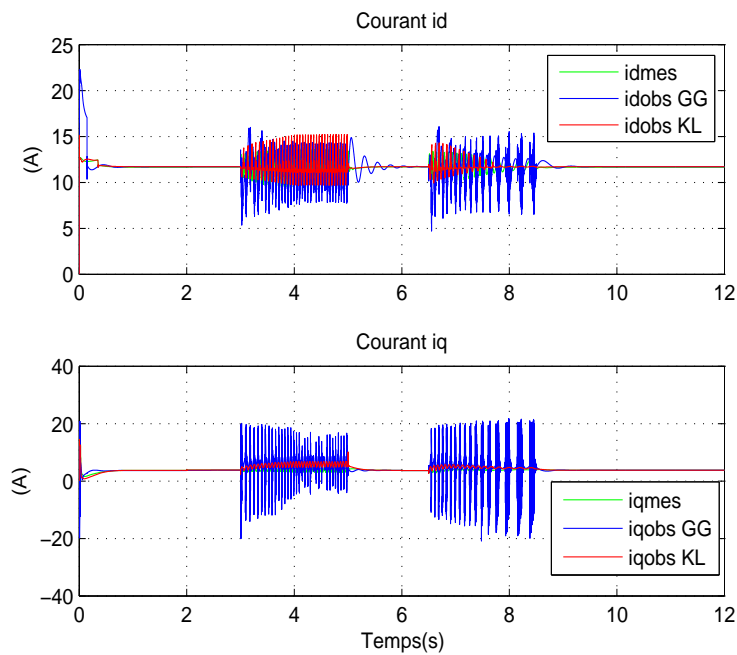 Courant id
25
20
15
10
5
0
(A)
idmes
idobs GG
idobs KL
0 2 4 6 8 10 12
Courant iq
40
20
0
−20
−40
(A)
iqmes
iqobs GG
iqobs KL
0 2 4 6 8 10 12
Temps(s)